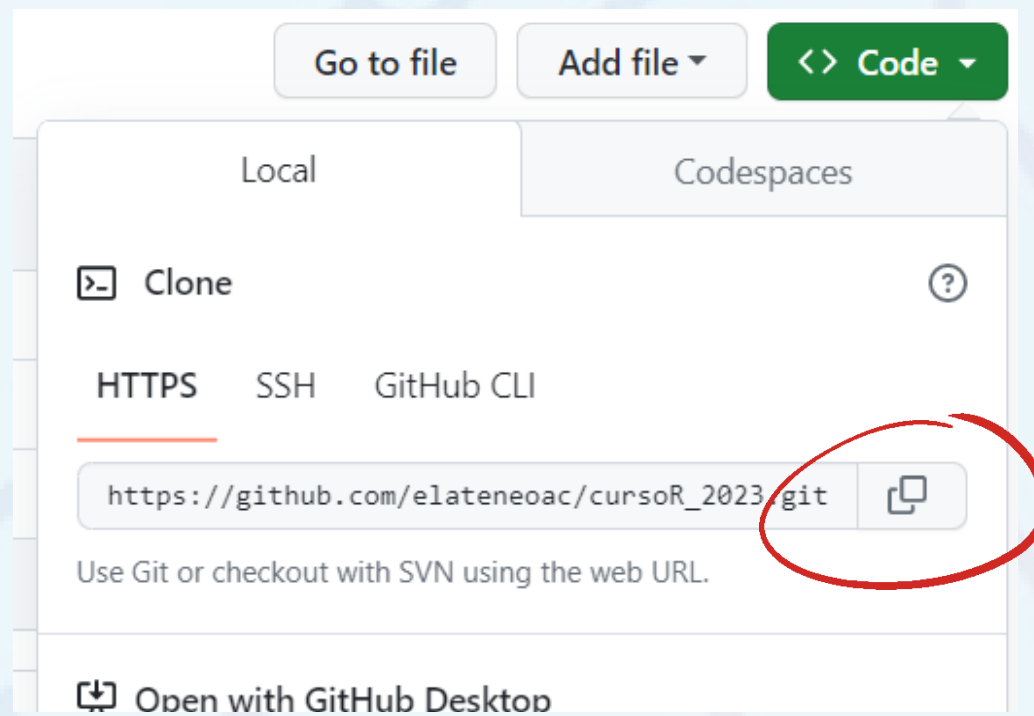 Go to file Add file <> Code
Local Codespaces
Clone
HTTPS SSH GitHub CLI
https://github.com/elateneoac/cursoR_2023.git
Use Git or checkout with SVN using the web URL.
Open with GitHub Desktop